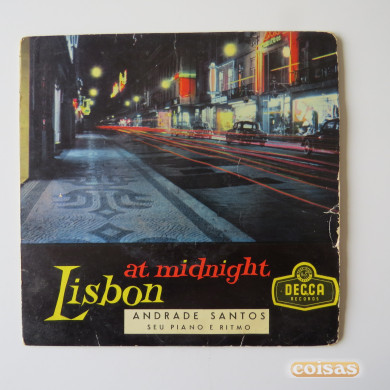 at midnight
Lisbon
ANDRADE SANTOS
SEU PIANO E RITMO
DECCA
RECORDS
coisas